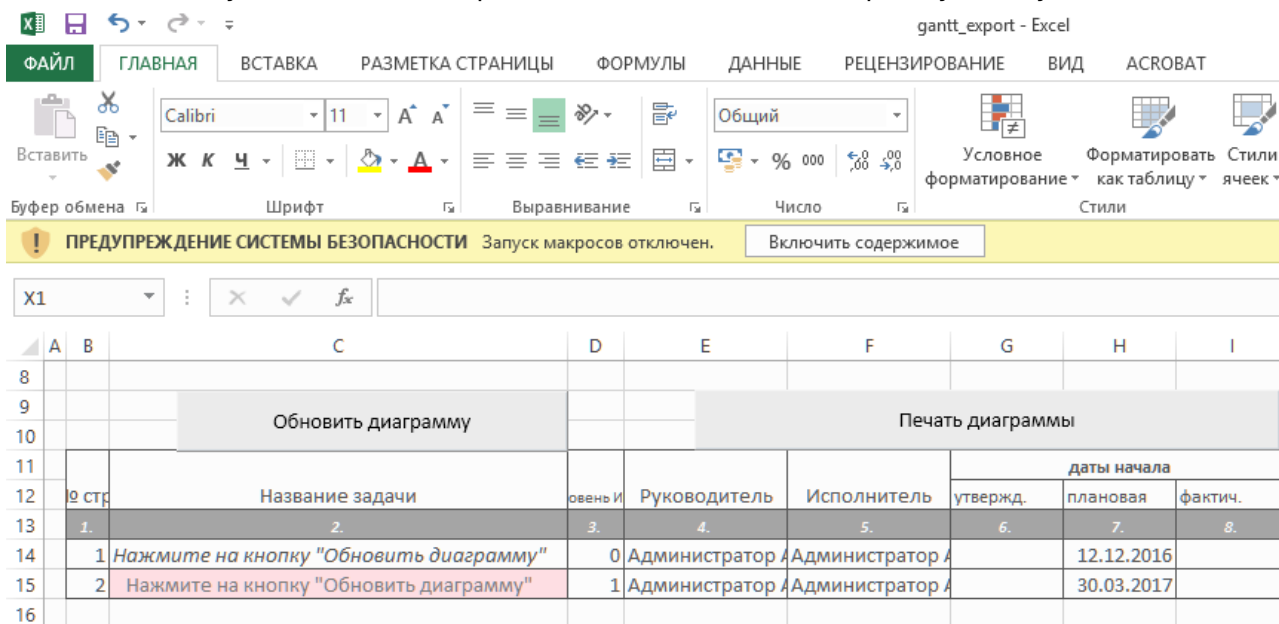 gantt_export - Excel
ФАЙЛ ГЛАВНАЯ ВСТАВКА РАЗМЕТКА СТРАНИЦЫ ФОРМУЛЫ ДАННЫЕ РЕЦЕНЗИРОВАНИЕ ВИД ACROBAT
Calibri 11 Общий
Вставить
Ж К Ч % 000
Условное форматирование
Форматировать как таблицу
Стили ячеек
Буфер обмена Шрифт Выравнивание Число Стили
ПРЕДУПРЕЖДЕНИЕ СИСТЕМЫ БЕЗОПАСНОСТИ Запуск макросов отключен. Включить содержимое
X1 fx
A B C D E F G H I
8
9
Обновить диаграмму Печать диаграммы
10
11 даты начала
12 № стр Название задачи овень И Руководитель Исполнитель утвержд. плановая фактич.
13 1. 2. 3. 4. 5. 6. 7. 8.
14 1 Нажмите на кнопку "Обновить диаграмму" 0 Администратор А Администратор А 12.12.2016
15 2 Нажмите на кнопку "Обновить диаграмму" 1 Администратор А Администратор А 30.03.2017
16